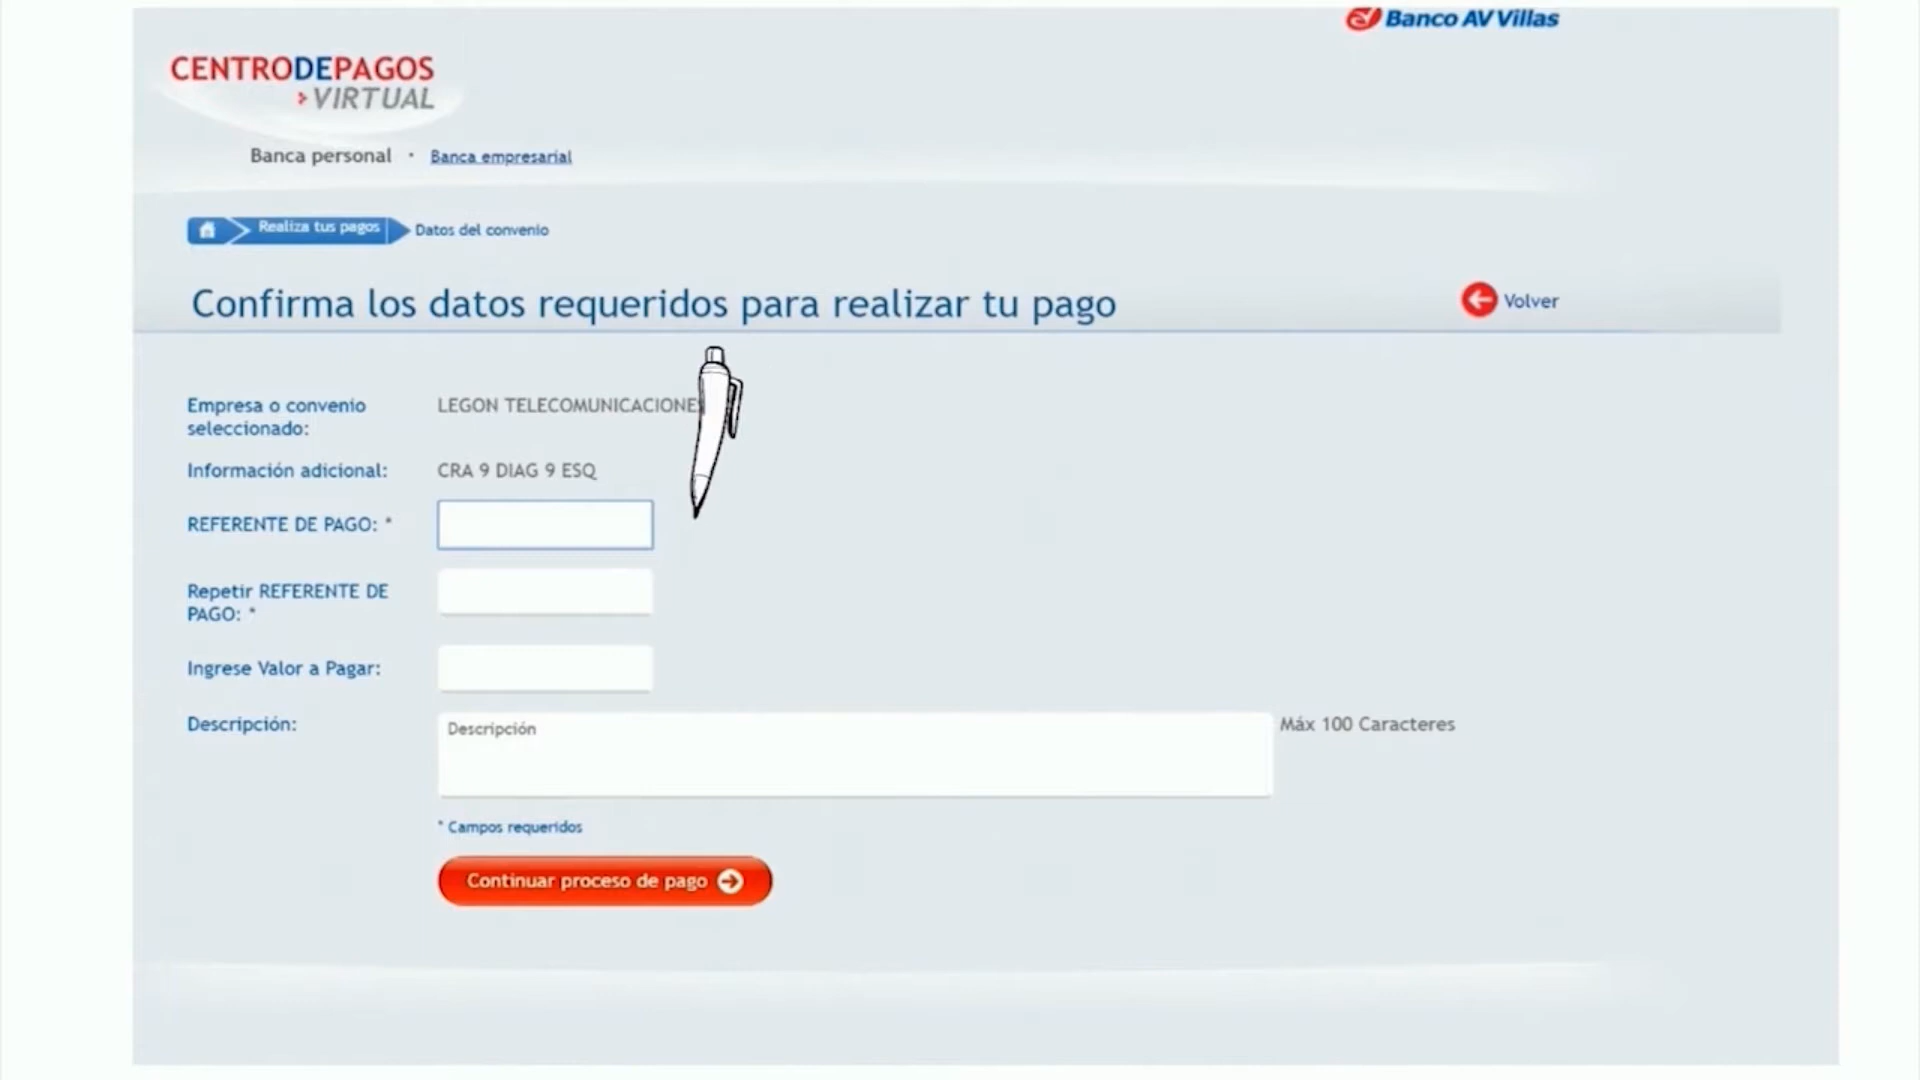 Banco AV Villas
CENTRODEPAGOS
VIRTUAL
Banca personal · Banca empresarial
Realiza tus pagos Datos del convenio
Confirma los datos requeridos para realizar tu pago
Volver
Empresa o convenio
seleccionado:
LEGON TELECOMUNICACIONES
Información adicional: CRA 9 DIAG 9 ESQ
REFERENTE DE PAGO: *
Repetir REFERENTE DE
PAGO: *
Ingrese Valor a Pagar:
Descripción:
Descripción
Máx 100 Caracteres
* Campos requeridos
Continuar proceso de pago